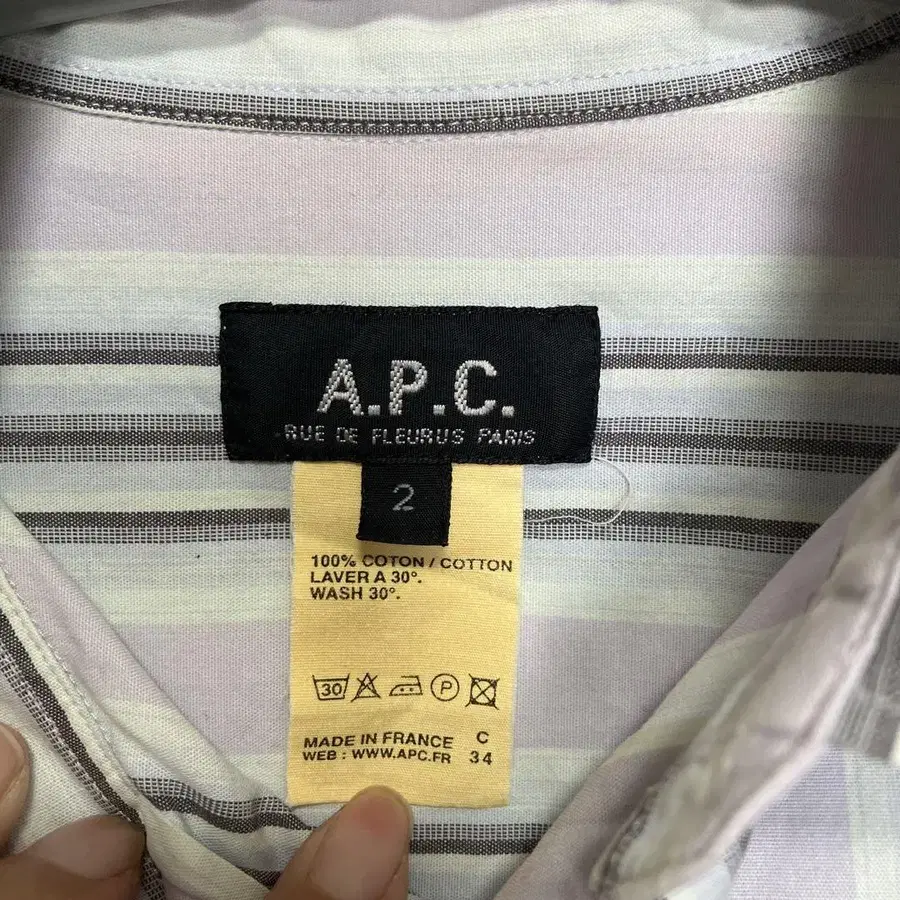 A.P.C.
RUE DE FLEURUS PARIS
2
100% COTON / COTTON
LAVER A 30°.
WASH 30°.
30 P
MADE IN FRANCE C
WEB : WWW.APC.FR 34